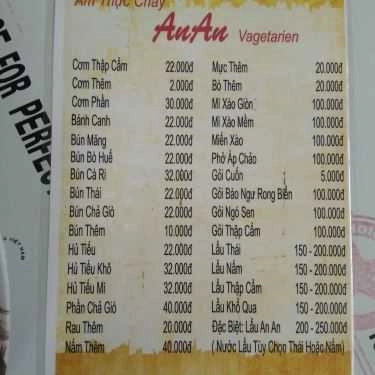 Ẩm Thực Chay
AnAn Vagetarien
Cơm Thập Cẩm 22.000đ
Cơm Thêm 2.000đ
Cơm Phần 30.000đ
Bánh Canh 22.000đ
Bún Măng 22.000đ
Bún Bò Huế 22.000đ
Bún Cà Ri 32.000đ
Bún Thái 22.000đ
Bún Chả Giò 22.000đ
Bún Thêm 10.000đ
Hủ Tiếu 22.000đ
Hủ Tiếu Khô 32.000đ
Hủ Tiếu Mì 32.000đ
Phần Chả Giò 40.000đ
Rau Thêm 20.000đ
Nấm Thêm 40.000đ
Mực Thêm 20.000đ
Bò Thêm 20.000đ
Mì Xáo Giòn 100.000đ
Mì Xáo Mềm 100.000đ
Miến Xáo 100.000đ
Phở Áp Chảo 100.000đ
Gỏi Cuốn 5.000đ
Gỏi Bào Ngư Rong Biển 100.000đ
Gỏi Ngó Sen 100.000đ
Gỏi Thập Cẩm 100.000đ
Lẩu Thái 150 - 200.000đ
Lẩu Nấm 150 - 200.000đ
Lẩu Thập Cẩm 150 - 200.000đ
Lẩu Khổ Qua 150 - 200.000đ
Đặc Biệt: Lẩu An An 200 - 250.000đ
( Nước Lẩu Tùy Chọn Thái Hoặc Nấm)
E FOR PERFE